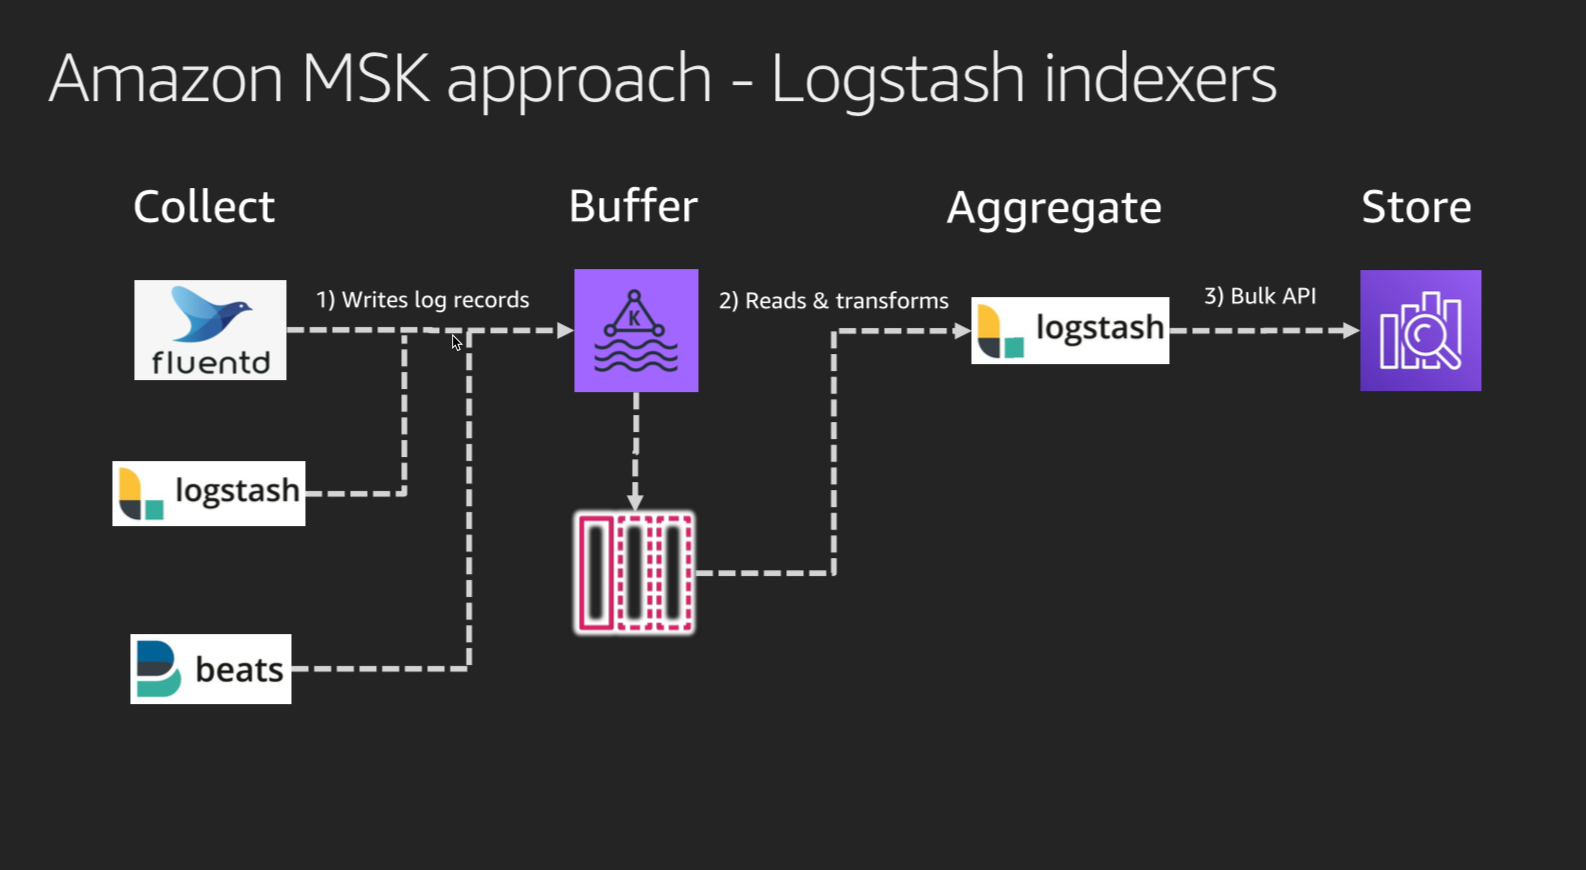 Amazon MSK approach - Logstash indexers
Collect
Buffer
Aggregate
Store
fluentd
1) Writes log records
K
2) Reads & transforms
logstash
3) Bulk API
logstash
beats